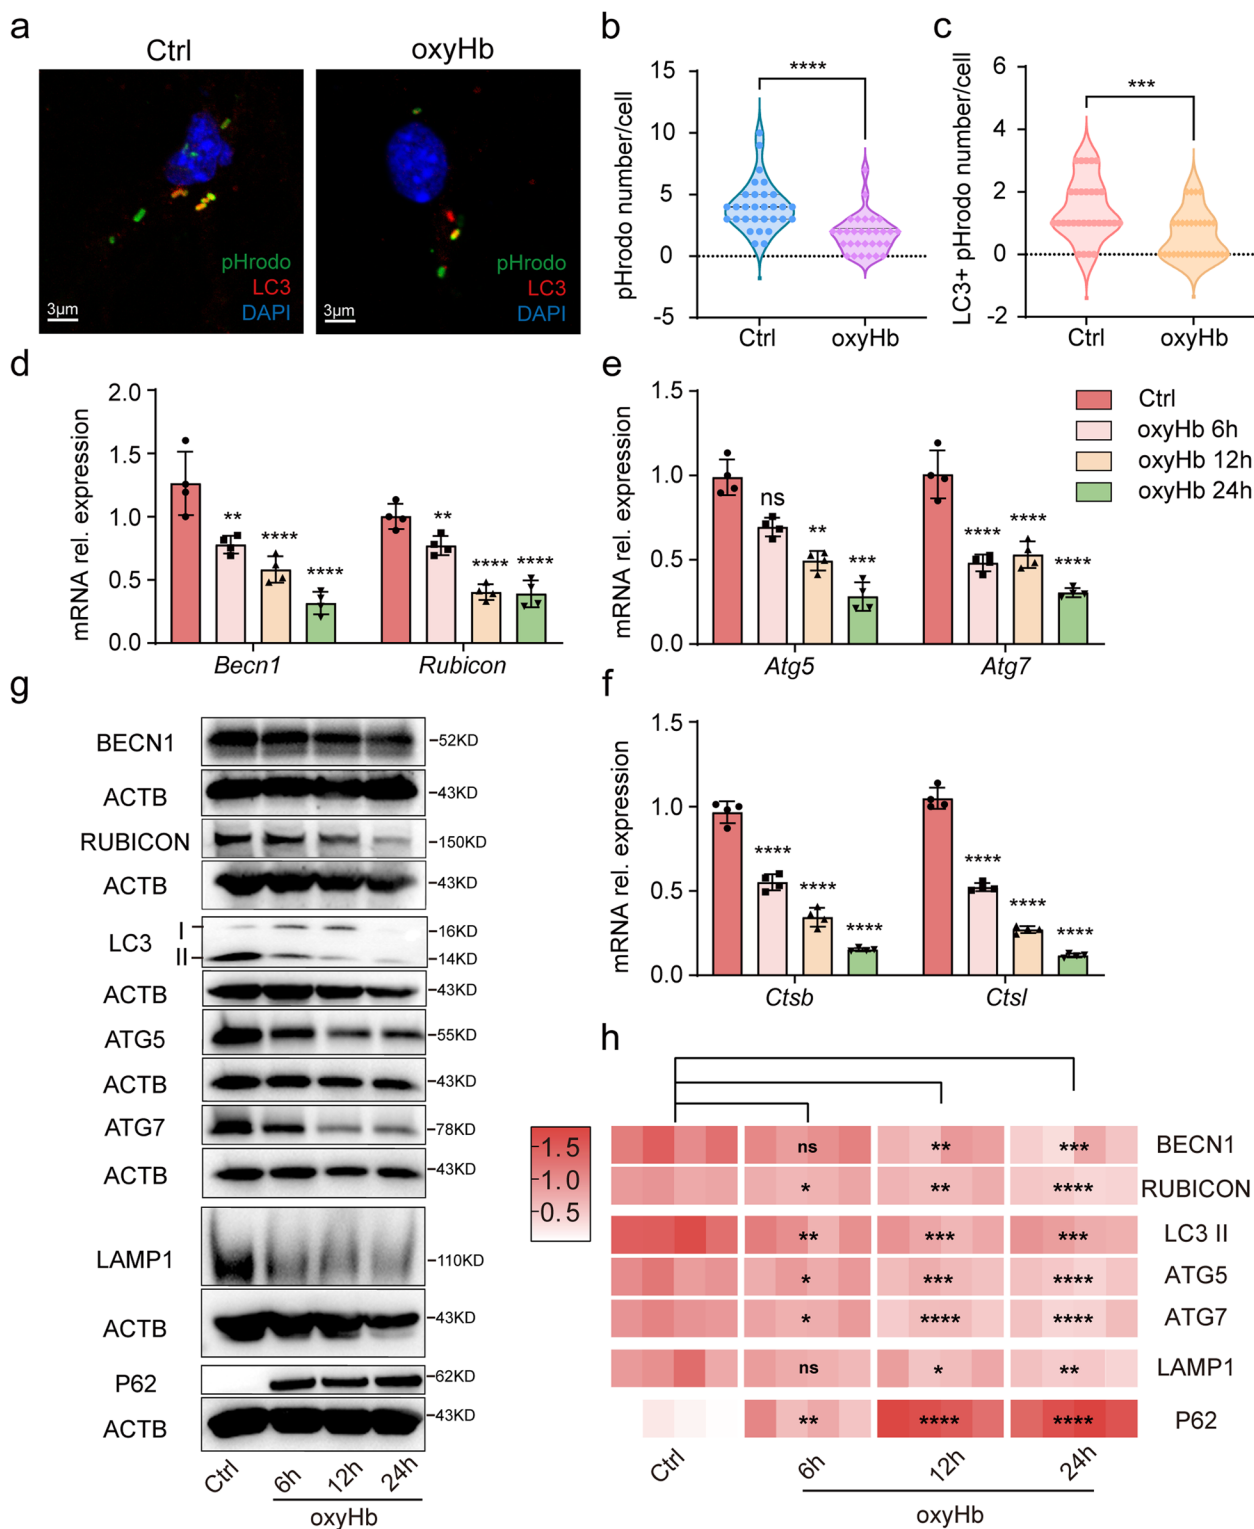 a
Ctrl
oxyHb
pHrodo
LC3
DAPI
3μm
pHrodo
LC3
DAPI
3μm
b
pHrodo number/cell
15
10
5
0
-5
****
Ctrl
oxyHb
c
LC3+ pHrodo number/cell
6
4
2
0
-2
***
Ctrl
oxyHb
d
mRNA rel. expression
2.0
1.5
1.0
0.5
0.0
** **** ****
** **** ****
Becn1
Rubicon
e
mRNA rel. expression
1.5
1.0
0.5
0.0
ns ** ***
**** **** ****
Atg5
Atg7
Ctrl
oxyHb 6h
oxyHb 12h
oxyHb 24h
f
mRNA rel. expression
1.5
1.0
0.5
0.0
**** **** ****
**** **** ****
Ctsb
Ctsl
g
BECN1 -52KD
ACTB -43KD
RUBICON -150KD
ACTB -43KD
LC3 I -16KD
II -14KD
ACTB -43KD
ATG5 -55KD
ACTB -43KD
ATG7 -78KD
ACTB -43KD
LAMP1 -110KD
ACTB -43KD
P62 -62KD
ACTB -43KD
Ctrl 6h 12h 24h
oxyHb
h
1.5
1.0
0.5
ns ** *** BECN1
* ** **** RUBICON
** *** *** LC3 II
* *** **** ATG5
* **** **** ATG7
ns * ** LAMP1
** **** **** P62
Ctrl 6h 12h 24h
oxyHb